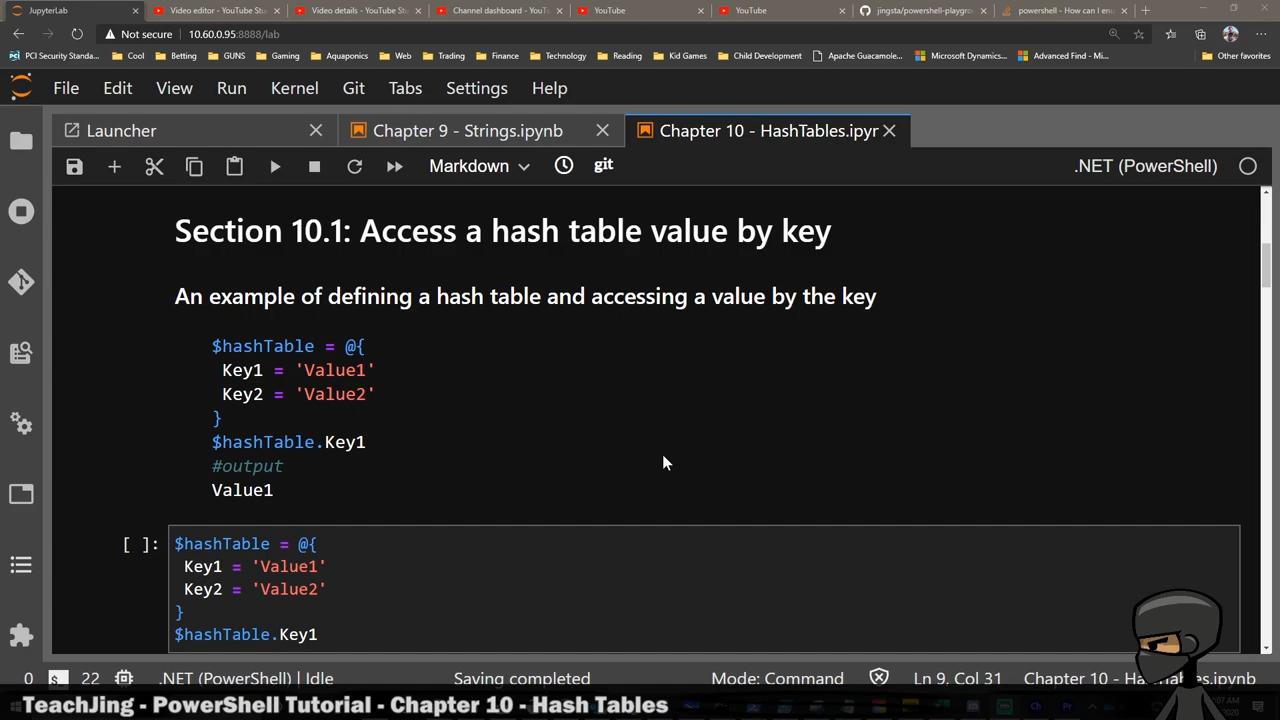 JupyterLab
Video editor - YouTube Stu
Video details - YouTube Stu
Channel dashboard - YouTu
YouTube
YouTube
jingsta/powershell-playgro
powershell - How can I enu
Not secure
10.60.0.95:8888/lab
PCI Security Standa...
Cool
Betting
GUNS
Gaming
Aquaponics
Web
Trading
Finance
Technology
Reading
Kid Games
Child Development
Apache Guacamole...
Microsoft Dynamics...
Advanced Find - Mi...
Other favorites
File Edit View Run Kernel Git Tabs Settings Help
Launcher
Chapter 9 - Strings.ipynb
Chapter 10 - HashTables.ipyr
Markdown
git
.NET (PowerShell)
Section 10.1: Access a hash table value by key
An example of defining a hash table and accessing a value by the key
$hashTable = @{
Key1 = 'Value1'
Key2 = 'Value2'
}
$hashTable.Key1
#output
Value1
[ ]:
$hashTable = @{
Key1 = 'Value1'
Key2 = 'Value2'
}
$hashTable.Key1
0
$_
22
.NET (PowerShell) | Idle
Saving completed
Mode: Command
Ln 9, Col 31
Chapter 10 - HashTables.ipynb
TeachJing - PowerShell Tutorial - Chapter 10 - Hash Tables